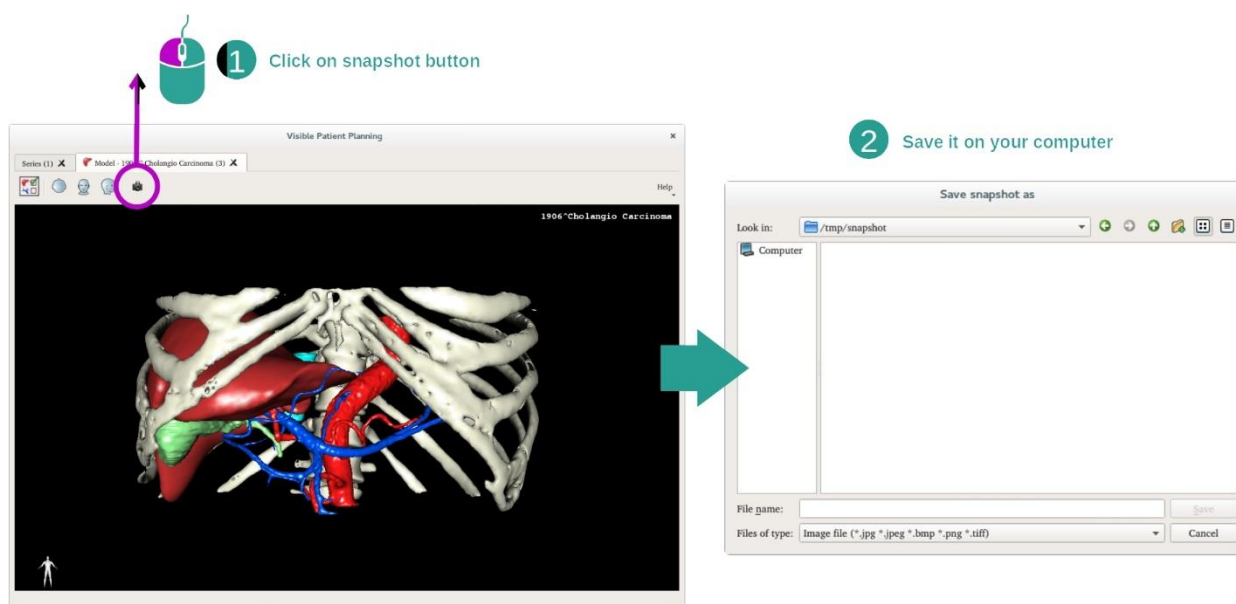 1 Click on snapshot button
Visible Patient Planning
Series (1)
Cholangio Carcinoma (3)
Help
1906^Cholangio Carcinoma
2 Save it on your computer
Save snapshot as
Look in: /tmp/snapshot
Computer
File name:
Save
Files of type: Image file (*.jpg *.jpeg *.bmp *.png *.tiff)
Cancel